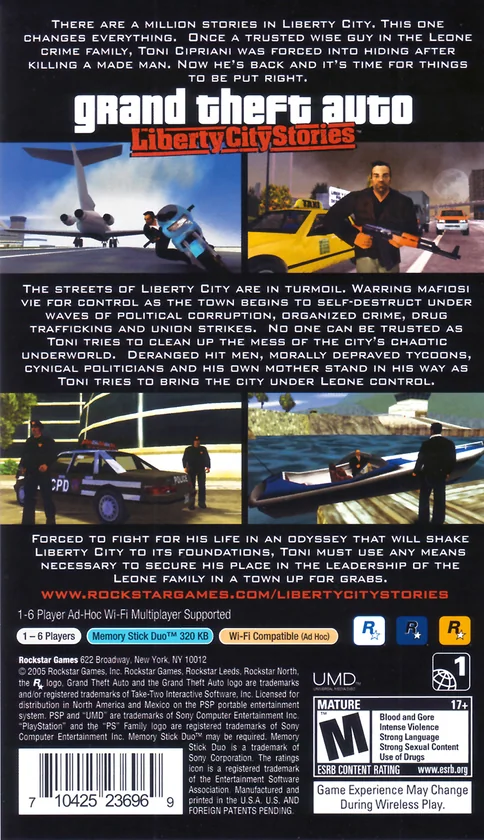 THERE ARE A MILLION STORIES IN LIBERTY CITY. THIS ONE
CHANGES EVERYTHING. ONCE A TRUSTED WISE GUY IN THE LEONE
CRIME FAMILY, TONI CIPRIANI WAS FORCED INTO HIDING AFTER
KILLING A MADE MAN. NOW HE'S BACK AND IT'S TIME FOR THINGS
TO BE PUT RIGHT.
grand theft auto
Liberty City Stories™
TAXI
THE STREETS OF LIBERTY CITY ARE IN TURMOIL. WARRING MAFIOSI
VIE FOR CONTROL AS THE TOWN BEGINS TO SELF-DESTRUCT UNDER
WAVES OF POLITICAL CORRUPTION, ORGANIZED CRIME, DRUG
TRAFFICKING AND UNION STRIKES. NO ONE CAN BE TRUSTED AS
TONI TRIES TO CLEAN UP THE MESS OF THE CITY'S CHAOTIC
UNDERWORLD. DERANGED HIT MEN, MORALLY DEPRAVED TYCOONS,
CYNICAL POLITICIANS AND HIS OWN MOTHER STAND IN HIS WAY AS
TONI TRIES TO BRING THE CITY UNDER LEONE CONTROL.
CPD
POLICE
FORCED TO FIGHT FOR HIS LIFE IN AN ODYSSEY THAT WILL SHAKE
LIBERTY CITY TO ITS FOUNDATIONS, TONI MUST USE ANY MEANS
NECESSARY TO SECURE HIS PLACE IN THE LEADERSHIP OF THE
LEONE FAMILY IN A TOWN UP FOR GRABS.
WWW.ROCKSTARGAMES.COM/LIBERTYCITYSTORIES
1-6 Player Ad-Hoc Wi-Fi Multiplayer Supported
1 – 6 Players
Memory Stick Duo™ 320 KB
Wi-Fi Compatible (Ad Hoc)
R R R
Rockstar Games 622 Broadway, New York, NY 10012
© 2005 Rockstar Games, Inc. Rockstar Games, Rockstar Leeds, Rockstar North,
the R logo, Grand Theft Auto and the Grand Theft Auto logo are trademarks
and/or registered trademarks of Take-Two Interactive Software, Inc. Licensed for
distribution in North America and Mexico on the PSP portable entertainment
system. PSP and "UMD" are trademarks of Sony Computer Entertainment Inc.
"PlayStation" and the "PS" Family logo are registered trademarks of Sony
Computer Entertainment Inc. Memory Stick Duo™ may be required. Memory
Stick Duo is a trademark of
Sony Corporation. The ratings
icon is a registered trademark
of the Entertainment Software
Association. Manufactured and
printed in the U.S.A. U.S. AND
FOREIGN PATENTS PENDING.
7 10425 23696 9
UMD™
1
MATURE 17+
M
Blood and Gore
Intense Violence
Strong Language
Strong Sexual Content
Use of Drugs
ESRB CONTENT RATING www.esrb.org
Game Experience May Change
During Wireless Play.